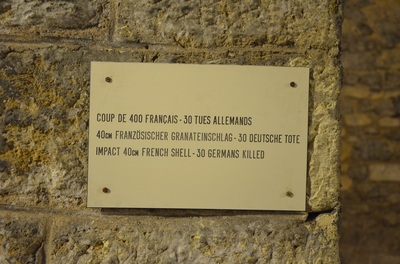 COUP DE 400 FRANÇAIS - 30 TUES ALLEMANDS
40CM FRANZÖSISCHER GRANATEINSCHLAG - 30 DEUTSCHE TOTE
IMPACT 40CM FRENCH SHELL - 30 GERMANS KILLED